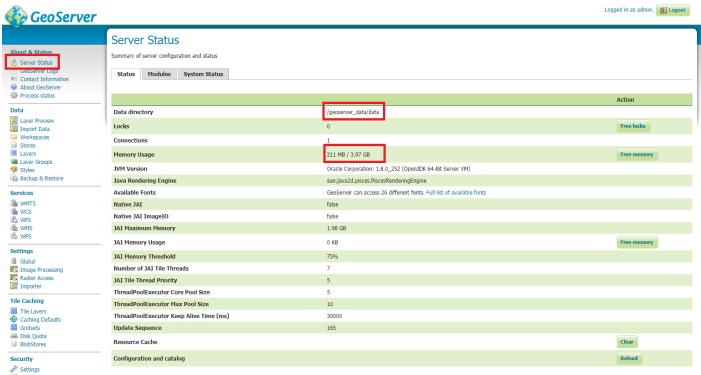 GeoServer
Logged in as admin. Logout
About & Status
Server Status
GeoServer Logs
Contact Information
About GeoServer
Process status
Data
Layer Preview
Import Data
Workspaces
Stores
Layers
Layer Groups
Styles
Backup & Restore
Services
WMTS
WCS
WFS
WMS
WPS
Settings
Global
Image Processing
Raster Access
Importer
Tile Caching
Tile Layers
Caching Defaults
Gridsets
Disk Quota
BlobStores
Security
Settings
Server Status
Summary of server configuration and status
Status Modules System Status
Action
Data directory /geoserver_data/data
Locks 0 Free locks
Connections 1
Memory Usage 211 MB / 3.97 GB Free memory
JVM Version Oracle Corporation: 1.8.0_252 (OpenJDK 64-Bit Server VM)
Java Rendering Engine sun.java2d.pisces.PiscesRenderingEngine
Available Fonts GeoServer can access 26 different fonts. Full list of available fonts
Native JAI false
Native JAI ImageIO false
JAI Maximum Memory 1.98 GB
JAI Memory Usage 0 KB Free memory
JAI Memory Threshold 75%
Number of JAI Tile Threads 7
JAI Tile Thread Priority 5
ThreadPoolExecutor Core Pool Size 5
ThreadPoolExecutor Max Pool Size 10
ThreadPoolExecutor Keep Alive Time (ms) 30000
Update Sequence 165
Resource Cache Clear
Configuration and catalog Reload